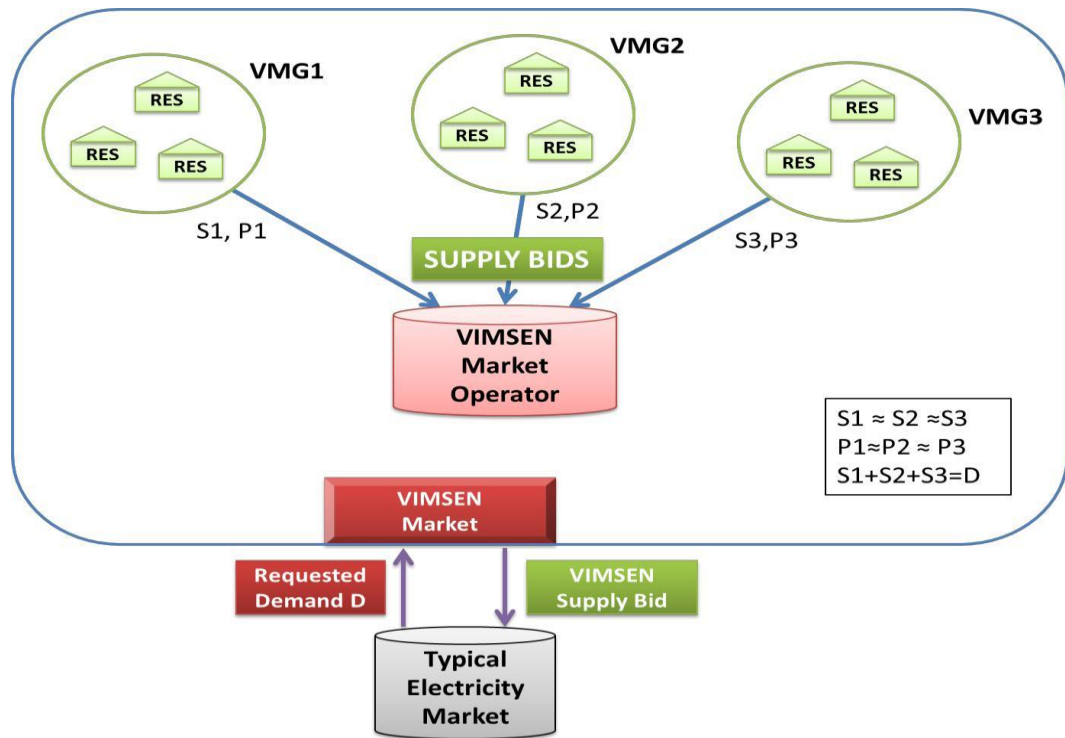 VMG1
RES
RES
RES
VMG2
RES
RES
RES
VMG3
RES
RES
RES
S1, P1
S2,P2
S3,P3
SUPPLY BIDS
VIMSEN
Market
Operator
S1 ≈ S2 ≈S3
P1≈P2 ≈ P3
S1+S2+S3=D
VIMSEN
Market
Requested
Demand D
VIMSEN
Supply Bid
Typical
Electricity
Market